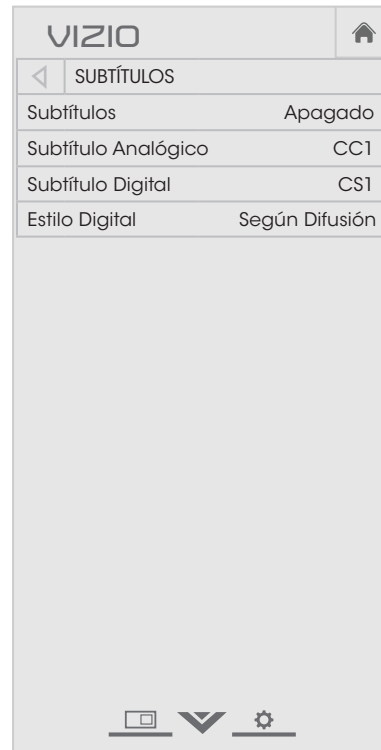 VIZIO
SUBTÍTULOS
Subtítulos Apagado
Subtítulo Analógico CC1
Subtítulo Digital CS1
Estilo Digital Según Difusión